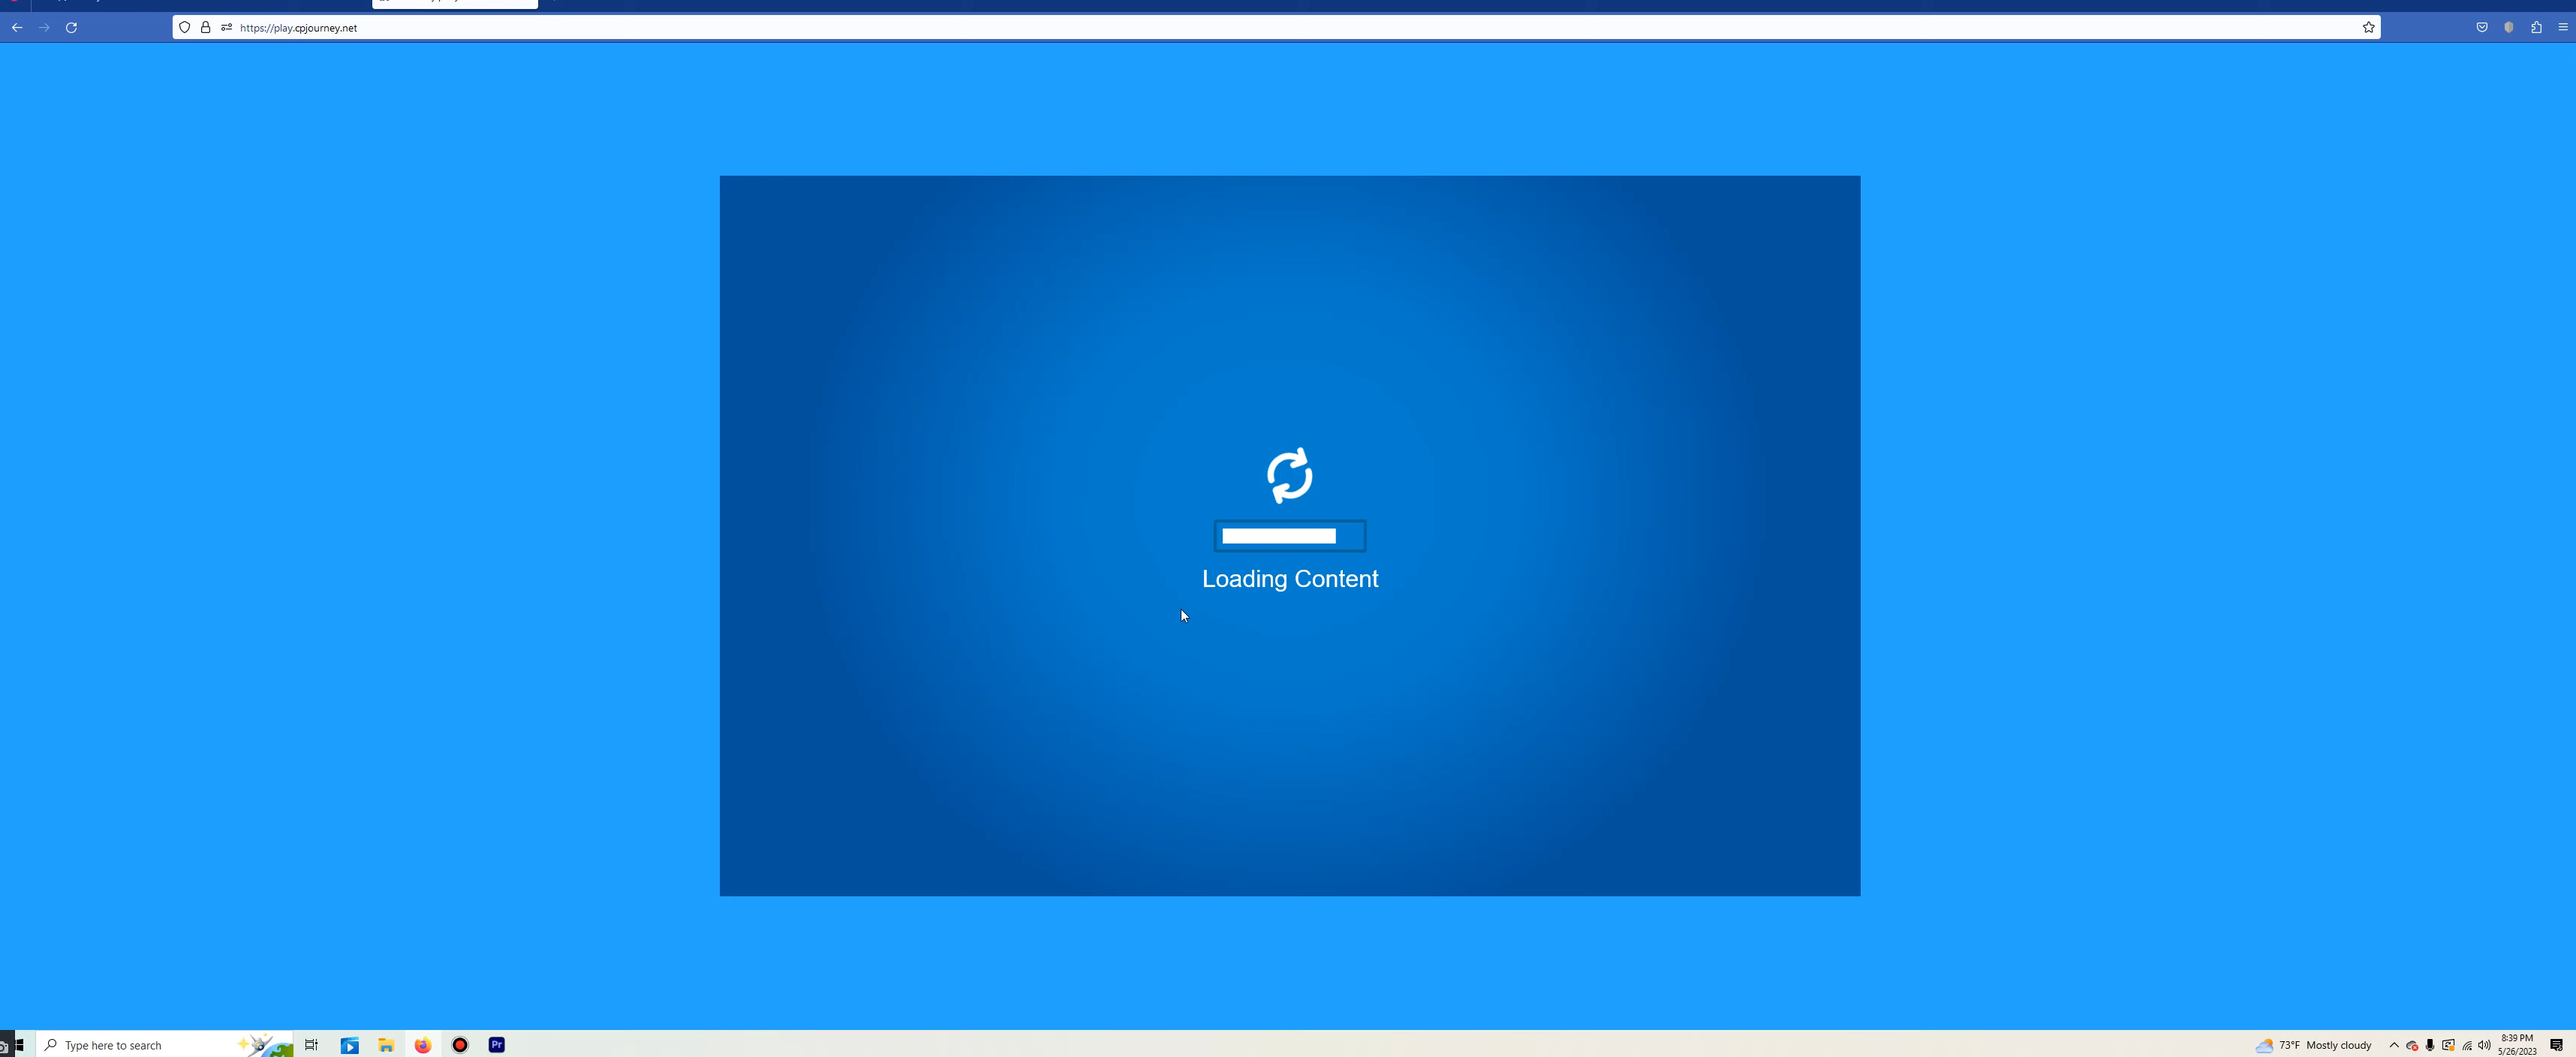 https://play.cpjourney.net
Loading Content
Type here to search
Pr
73°F Mostly cloudy
8:39 PM
5/26/2023